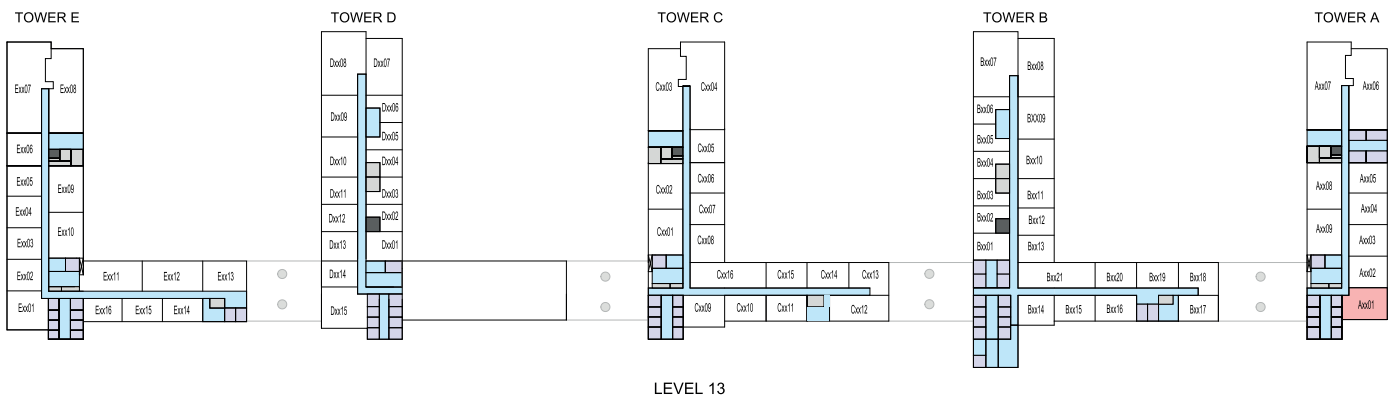 TOWER E
TOWER D
TOWER C
TOWER B
TOWER A
Exx07
Exx08
Exx06
Exx05
Exx09
Exx04
Exx10
Exx03
Exx02
Exx11
Exx12
Exx13
Exx01
Exx16
Exx15
Exx14
Dxx08
Dxx07
Dxx06
Dxx09
Dxx05
Dxx10
Dxx04
Dxx11
Dxx03
Dxx12
Dxx02
Dxx13
Dxx01
Dxx14
Dxx15
Cxx03
Cxx04
Cxx05
Cxx06
Cxx02
Cxx07
Cxx01
Cxx08
Cxx16
Cxx15
Cxx14
Cxx13
Cxx09
Cxx10
Cxx11
Cxx12
Bxx07
Bxx08
Bxx06
BXX09
Bxx05
Bxx04
Bxx10
Bxx03
Bxx11
Bxx02
Bxx12
Bxx01
Bxx13
Bxx21
Bxx20
Bxx19
Bxx18
Bxx14
Bxx15
Bxx16
Bxx17
Axx07
Axx06
Axx05
Axx08
Axx04
Axx09
Axx03
Axx02
Axx01
LEVEL 13